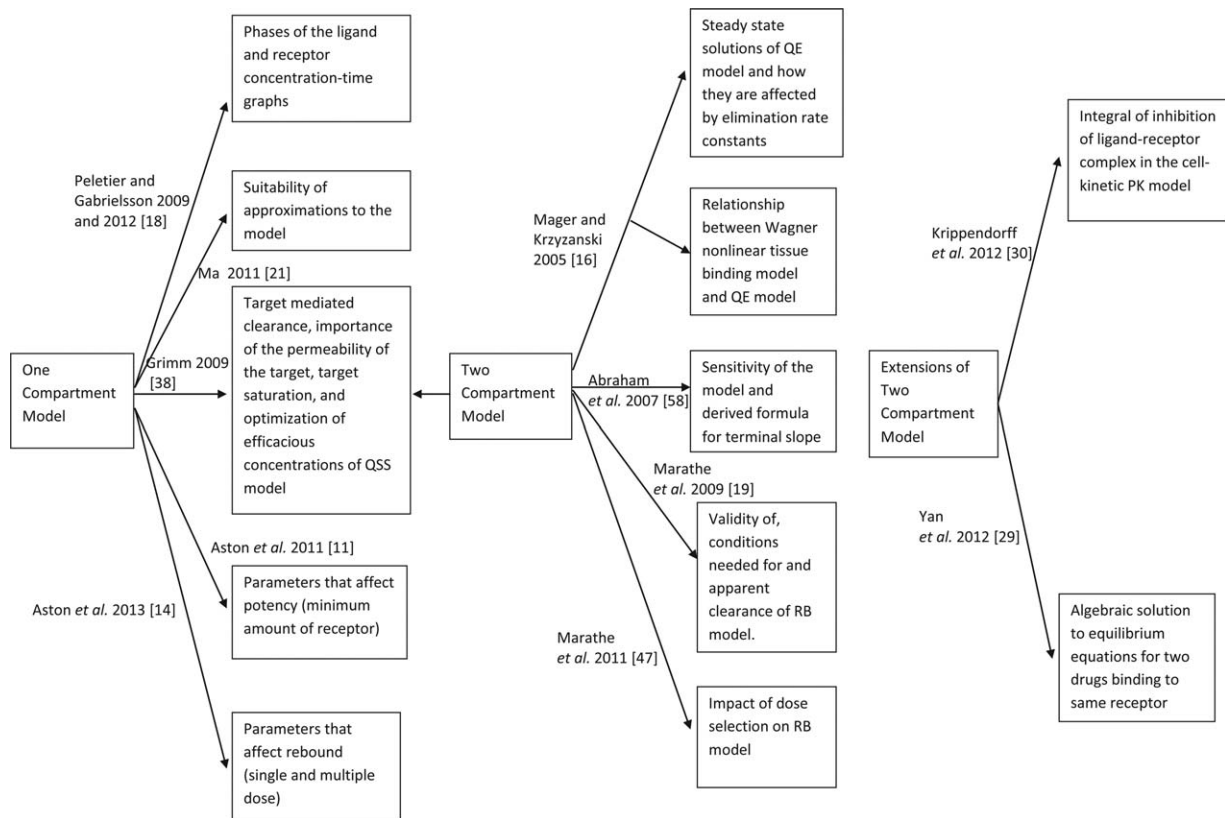 Phases of the ligand
and receptor
concentration-time
graphs
Peletier and
Gabrielsson 2009
and 2012 [18]
Suitability of
approximations to the
model
Ma 2011 [21]
One
Compartment
Model
Grimm 2009
[38]
Target mediated
clearance, importance
of the permeability of
the target, target
saturation, and
optimization of
efficacious
concentrations of QSS
model
Aston et al. 2011 [11]
Parameters that affect
potency (minimum
amount of receptor)
Aston et al. 2013 [14]
Parameters that
affect rebound
(single and multiple
dose)
Two
Compartment
Model
Steady state
solutions of QE
model and how
they are affected
by elimination rate
constants
Mager and
Krzyzanski
2005 [16]
Relationship
between Wagner
nonlinear tissue
binding model
and QE model
Abraham
et al. 2007 [58]
Sensitivity of the
model and
derived formula
for terminal slope
Marathe
et al. 2009 [19]
Validity of,
conditions
needed for and
apparent
clearance of RB
model.
Marathe
et al. 2011 [47]
Impact of dose
selection on RB
model
Extensions of
Two
Compartment
Model
Krippendorff
et al. 2012 [30]
Integral of inhibition
of ligand-receptor
complex in the cell-
kinetic PK model
Yan
et al. 2012 [29]
Algebraic solution
to equilibrium
equations for two
drugs binding to
same receptor